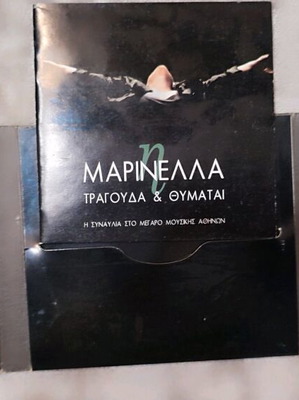 η
ΜΑΡΙΝΕΛΛΑ
ΤΡΑΓΟΥΔΑ & ΘΥΜΑΤΑΙ
Η ΣΥΝΑΥΛΙΑ ΣΤΟ ΜΕΓΑΡΟ ΜΟΥΣΙΚΗΣ ΑΘΗΝΩΝ